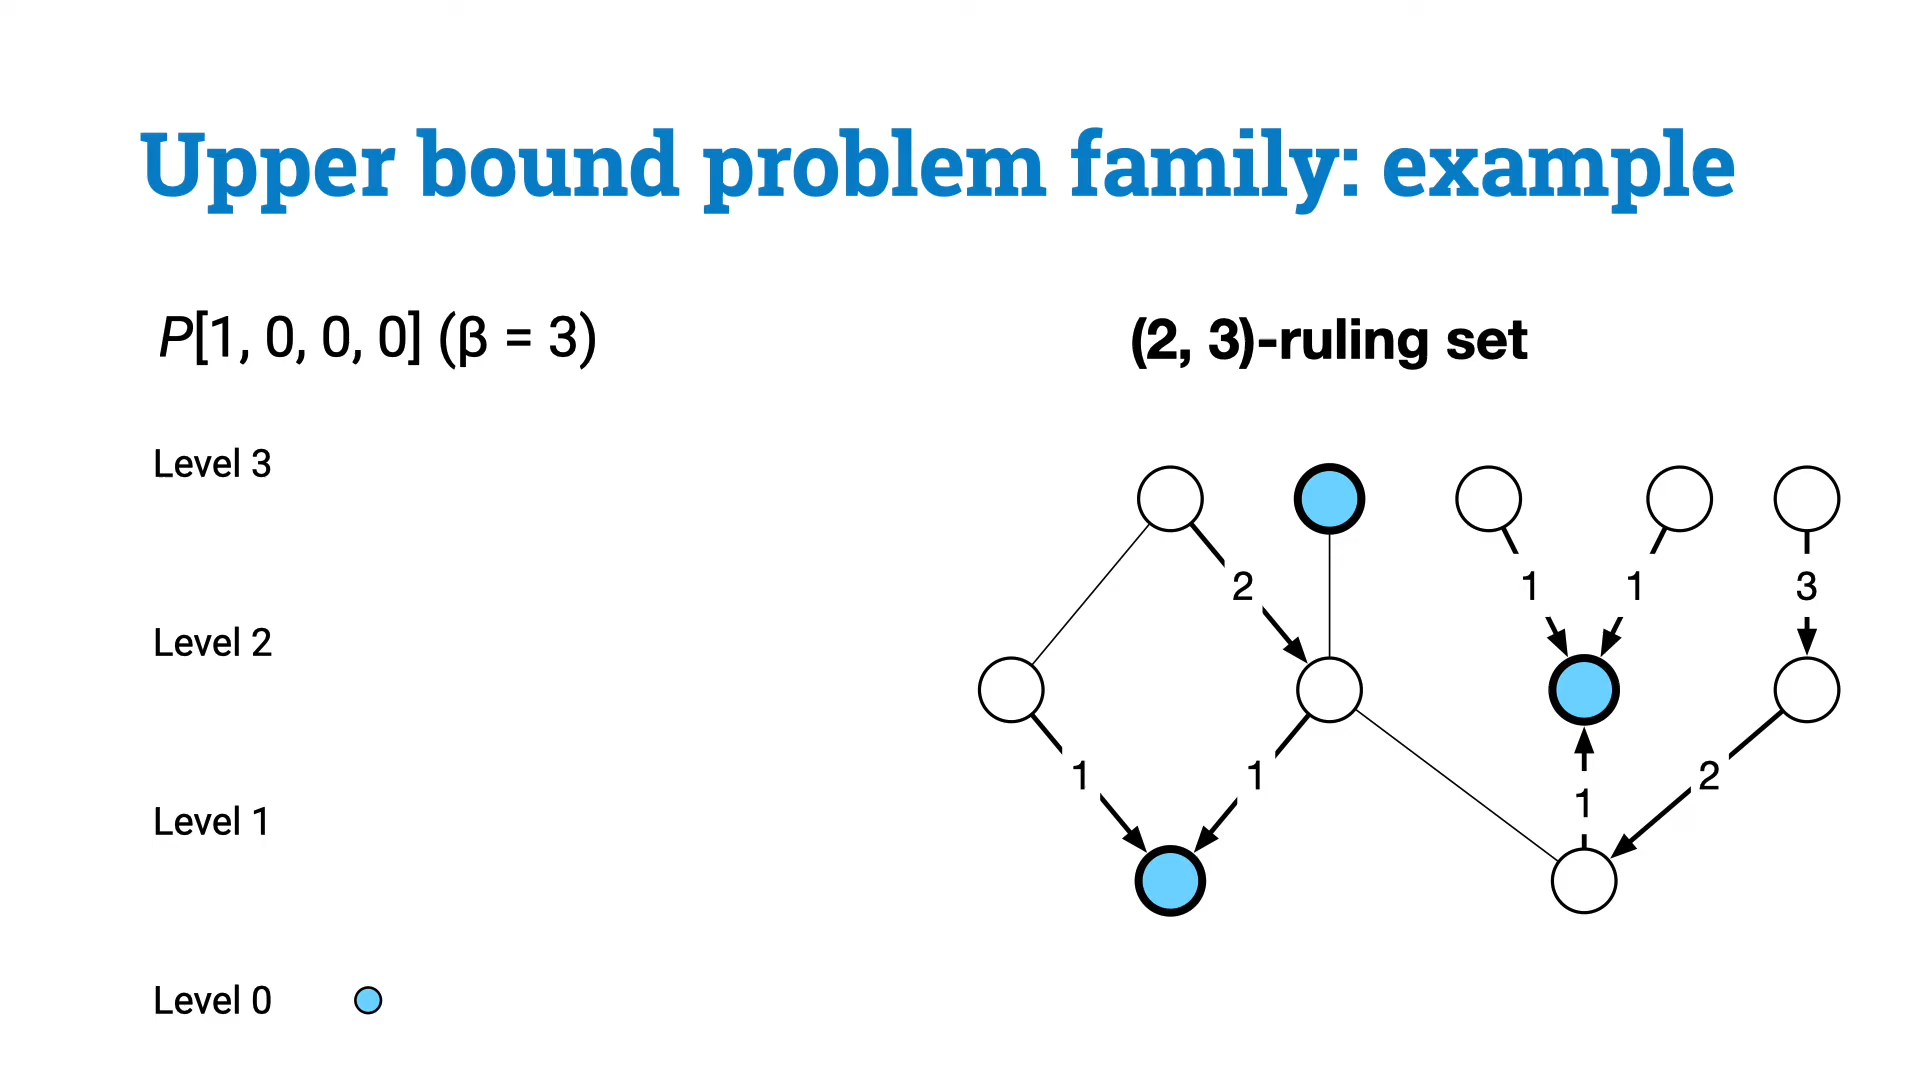 Upper bound problem family: example
P[1, 0, 0, 0] (β = 3)
(2, 3)-ruling set
Level 3
2
1
1
3
Level 2
1
1
1
2
Level 1
Level 0